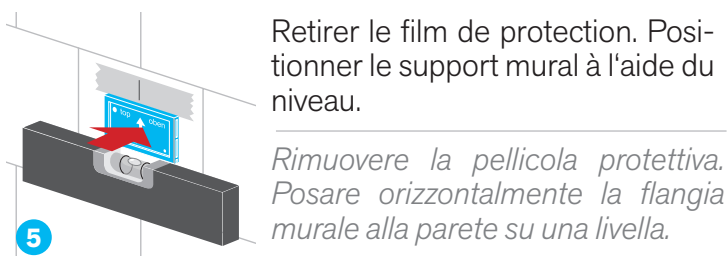 top
oben
5
Retirer le film de protection. Posi-
tionner le support mural à l'aide du
niveau.
Rimuovere la pellicola protettiva.
Posare orizzontalmente la flangia
murale alla parete su una livella.